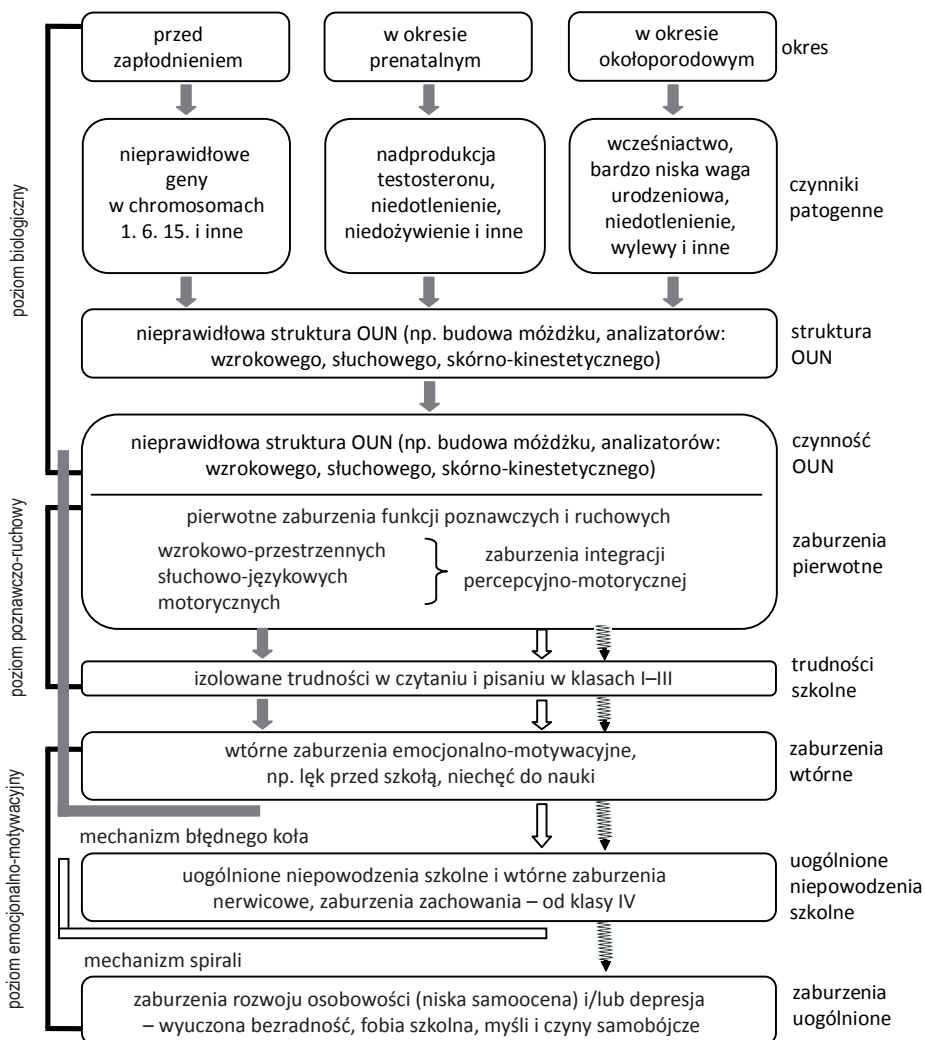 przed
zapłodnieniem
w okresie
prenatalnym
w okresie
okołoporodowym
okres
nieprawidłowe
geny
w chromosomach
1. 6. 15. i inne
nadprodukcja
testosteronu,
niedotlenienie,
niedożywienie i inne
wcześniactwo,
bardzo niska waga
urodzeniowa,
niedotlenienie,
wylewy i inne
czynniki
patogenne
poziom biologiczny
nieprawidłowa struktura OUN (np. budowa móżdżku, analizatorów:
wzrokowego, słuchowego, skórno-kinestetycznego)
struktura
OUN
nieprawidłowa struktura OUN (np. budowa móżdżku, analizatorów:
wzrokowego, słuchowego, skórno-kinestetycznego)
czynność
OUN
poziom poznawczo-ruchowy
pierwotne zaburzenia funkcji poznawczych i ruchowych
wzrokowo-przestrzennych
słuchowo-językowych
motorycznych
zaburzenia integracji
percepcyjno-motorycznej
zaburzenia
pierwotne
izolowane trudności w czytaniu i pisaniu w klasach I–III
trudności
szkolne
poziom emocjonalno-motywacyjny
wtórne zaburzenia emocjonalno-motywacyjne,
np. lęk przed szkołą, niechęć do nauki
zaburzenia
wtórne
mechanizm błędnego koła
uogólnione niepowodzenia szkolne i wtórne zaburzenia
nerwicowe, zaburzenia zachowania – od klasy IV
uogólnione
niepowodzenia
szkolne
mechanizm spirali
zaburzenia rozwoju osobowości (niska samoocena) i/lub depresja
– wyuczona bezradność, fobia szkolna, myśli i czyny samobójcze
zaburzenia
uogólnione